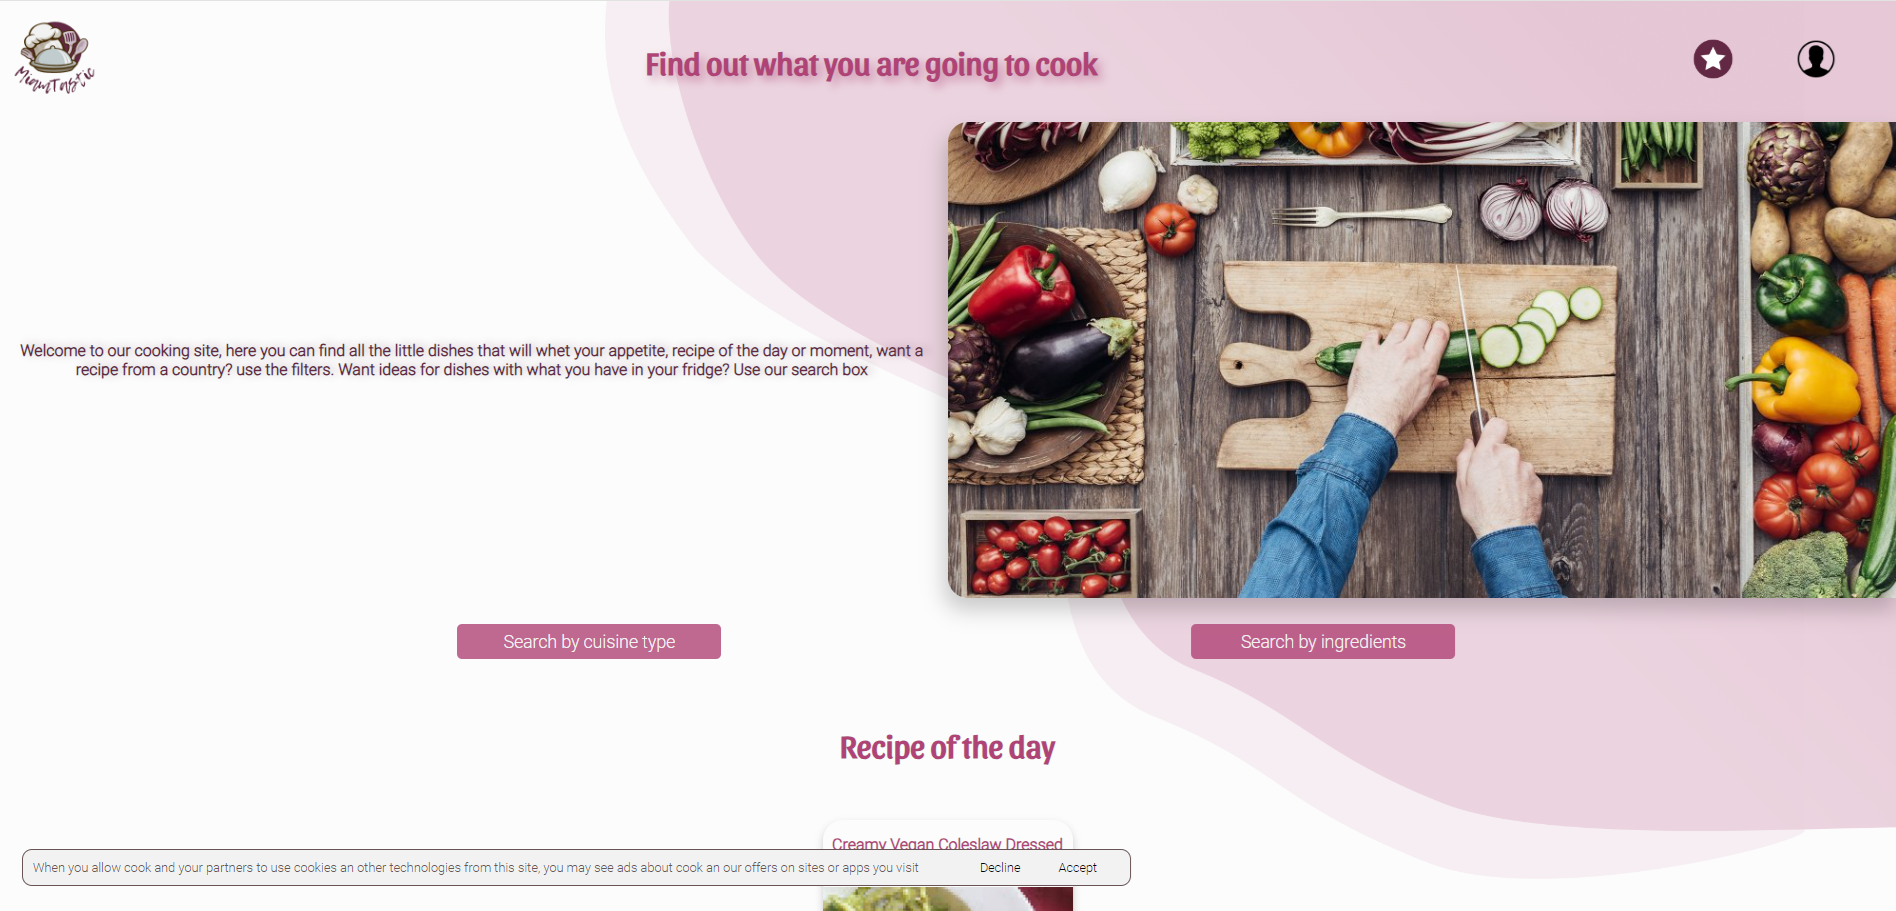 MiamTastic
Find out what you are going to cook
Welcome to our cooking site, here you can find all the little dishes that will whet your appetite, recipe of the day or moment, want a
recipe from a country? use the filters. Want ideas for dishes with what you have in your fridge? Use our search box
Search by cuisine type
Search by ingredients
Recipe of the day
Creamy Vegan Coleslaw Dressed
When you allow cook and your partners to use cookies an other technologies from this site, you may see ads about cook an our offers on sites or apps you visit
Decline
Accept